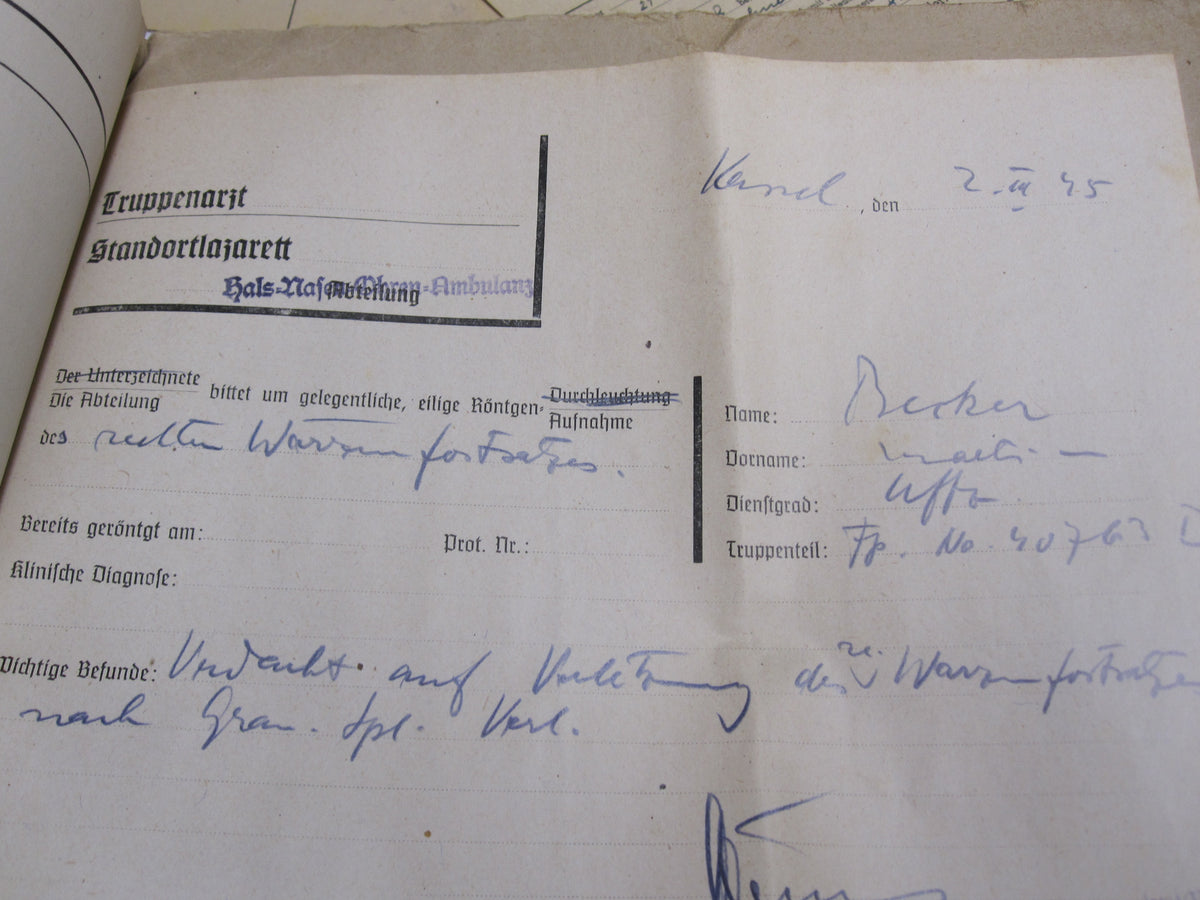 Kassel, den 2. III 45
Truppenarzt
Standortlazarett
Hals-Nasen-Ohren-Ambulanz
Abteilung
Der Unterzeichnete
Die Abteilung
bittet um gelegentliche, eilige Röntgen-
Durchleuchtung
Aufnahme
des rechten Warzenfortsatzes.
Bereits geröntgt am:
Prot. Nr.:
Klinische Diagnose:
Name: Becker
Vorname:
Dienstgrad: Uffz
Truppenteil: Fp. No. 40763
Wichtige Befunde: Verdacht auf Verletzung des re. Warzenfortsatzes
nach Gran. Spl. Verl.